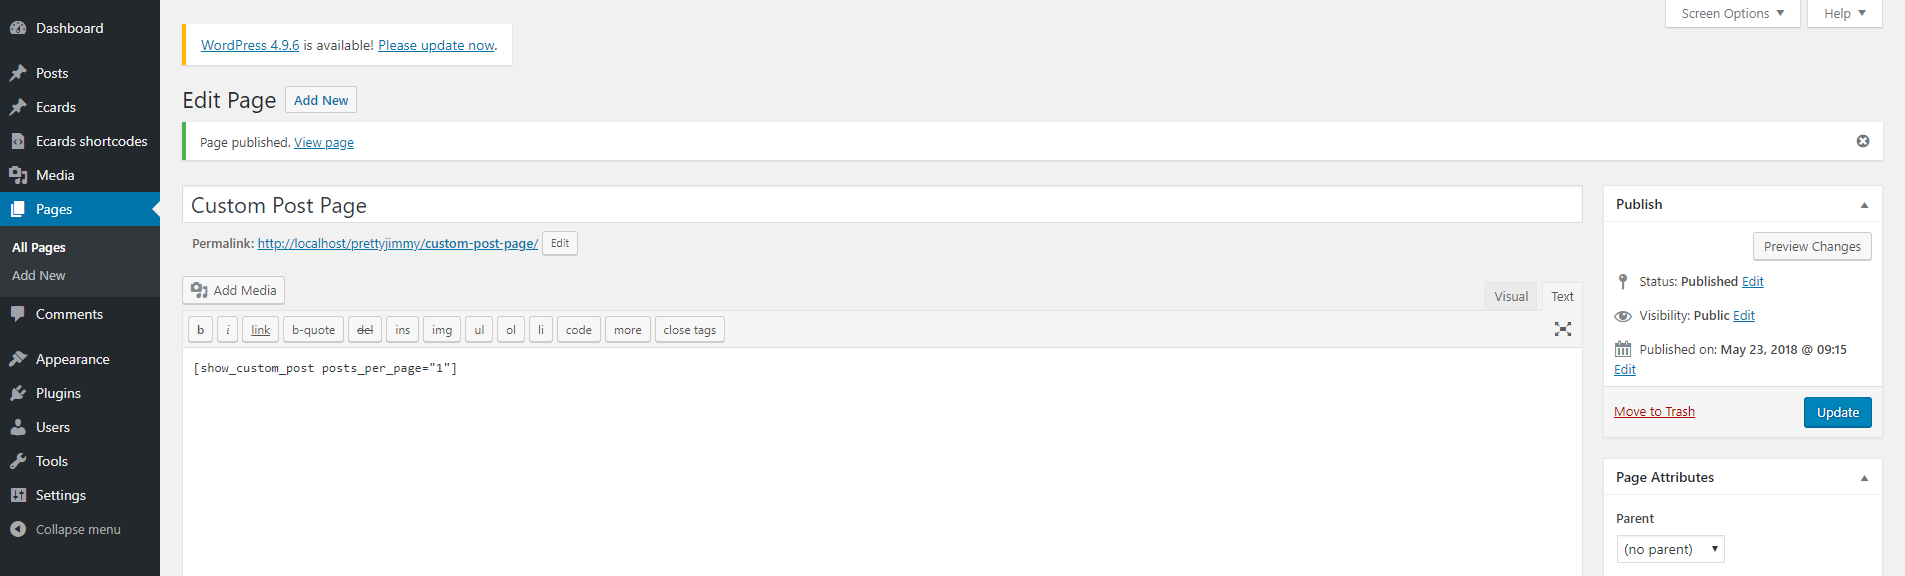 Dashboard
Posts
Ecards
Ecards shortcodes
Media
Pages
All Pages
Add New
Comments
Appearance
Plugins
Users
Tools
Settings
Collapse menu
Screen Options
Help
WordPress 4.9.6 is available! Please update now.
Edit Page Add New
Page published. View page
Custom Post Page
Permalink: http://localhost/prettyjimmy/custom-post-page/ Edit
Add Media
Visual Text
b i link b-quote del ins img ul ol li code more close tags
[show_custom_post posts_per_page="1"]
Publish
Preview Changes
Status: Published Edit
Visibility: Public Edit
Published on: May 23, 2018 @ 09:15
Edit
Move to Trash Update
Page Attributes
Parent
(no parent)